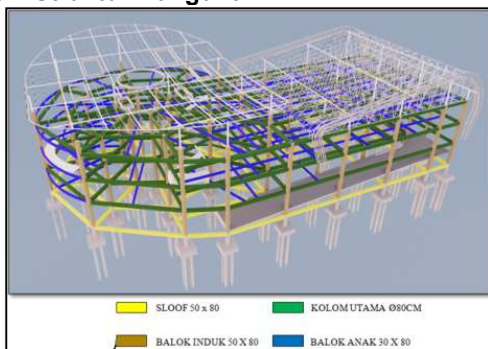 SLOOF 50 x 80
KOLOM UTAMA Ø80CM
BALOK INDUK 50 X 80
BALOK ANAK 30 X 80